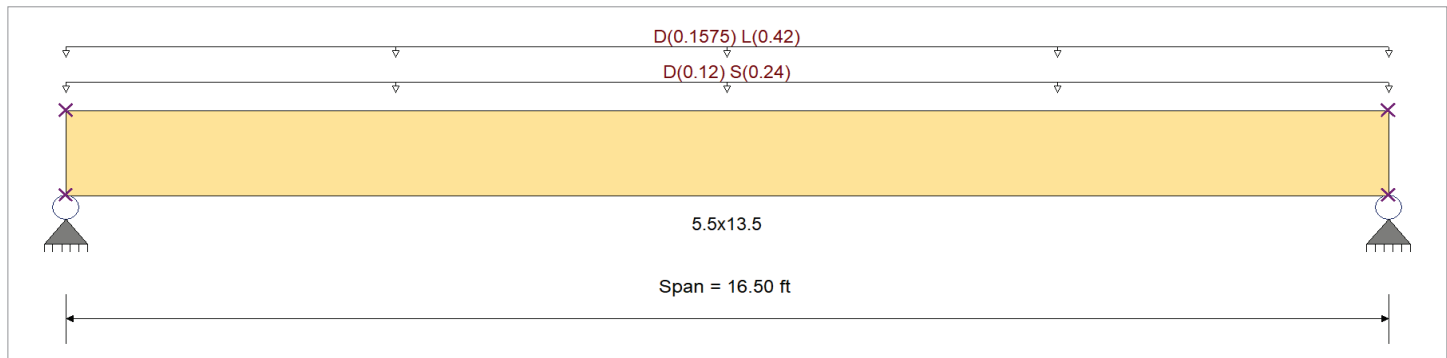 D(0.1575) L(0.42)
D(0.12) S(0.24)
5.5x13.5
Span = 16.50 ft